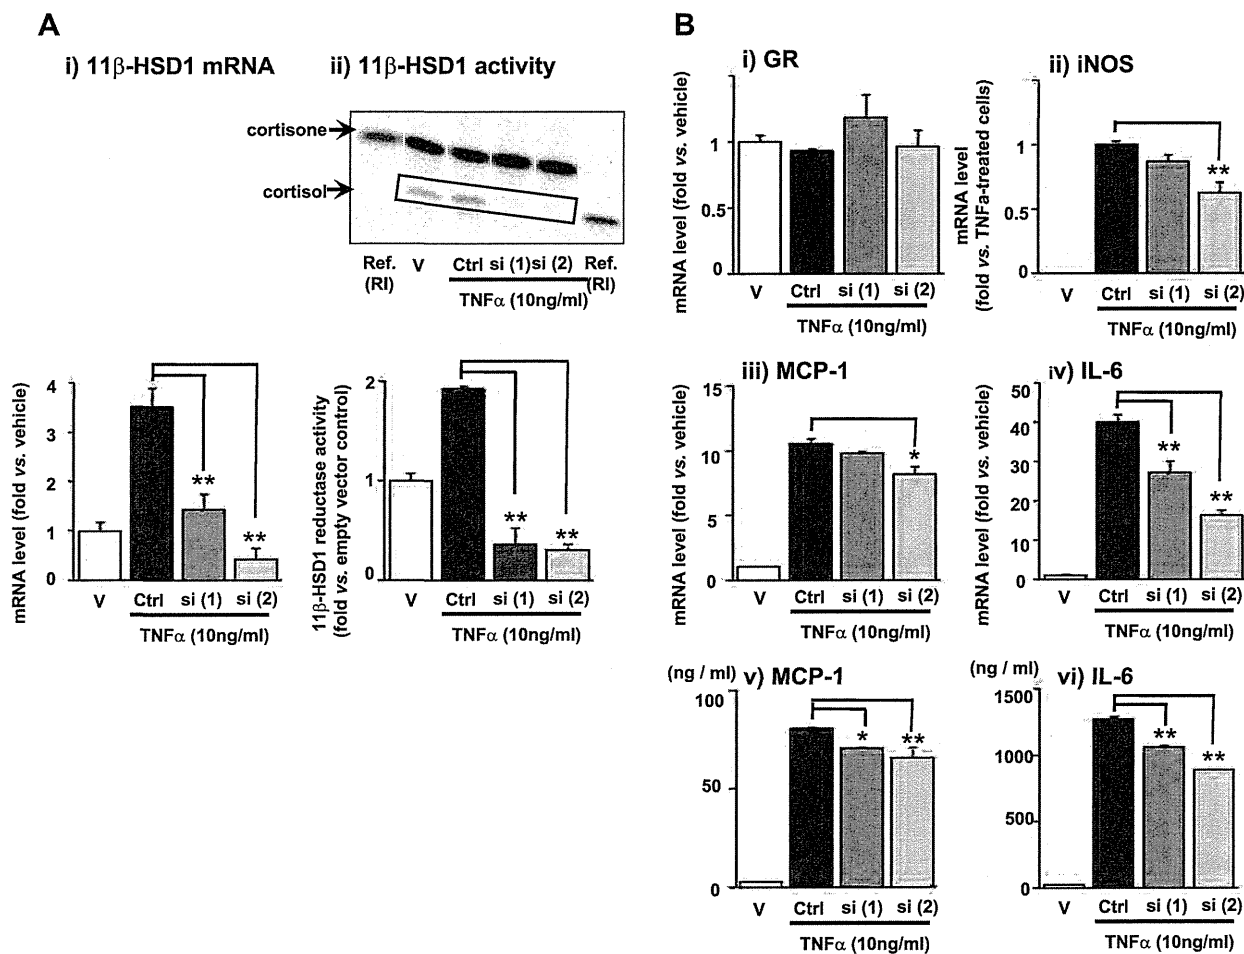 A
i) 11β-HSD1 mRNA
ii) 11β-HSD1 activity
cortisone
cortisol
Ref. (RI)
V
Ctrl si (1) si (2)
Ref. (RI)
TNFα (10ng/ml)
mRNA level (fold vs. vehicle)
4
3
2
1
0
**
**
V
Ctrl
si (1)
si (2)
TNFα (10ng/ml)
11β-HSD1 reductase activity
(fold vs. empty vector control)
2
1
0
**
**
V
Ctrl
si (1)
si (2)
TNFα (10ng/ml)
B
i) GR
mRNA level (fold vs. vehicle)
1.5
1
0.5
0
V
Ctrl
si (1)
si (2)
TNFα (10ng/ml)
ii) iNOS
mRNA level
(fold vs. TNFa-treated cells)
1.5
1
0.5
0
**
V
Ctrl
si (1)
si (2)
TNFα (10ng/ml)
iii) MCP-1
mRNA level (fold vs. vehicle)
15
10
5
0
*
V
Ctrl
si (1)
si (2)
TNFα (10ng/ml)
iv) IL-6
mRNA level (fold vs. vehicle)
50
40
30
20
10
0
**
**
V
Ctrl
si (1)
si (2)
TNFα (10ng/ml)
v) MCP-1
(ng / ml)
100
50
0
*
**
V
Ctrl
si (1)
si (2)
TNFα (10ng/ml)
vi) IL-6
(ng / ml)
1500
1000
500
0
**
**
V
Ctrl
si (1)
si (2)
TNFα (10ng/ml)